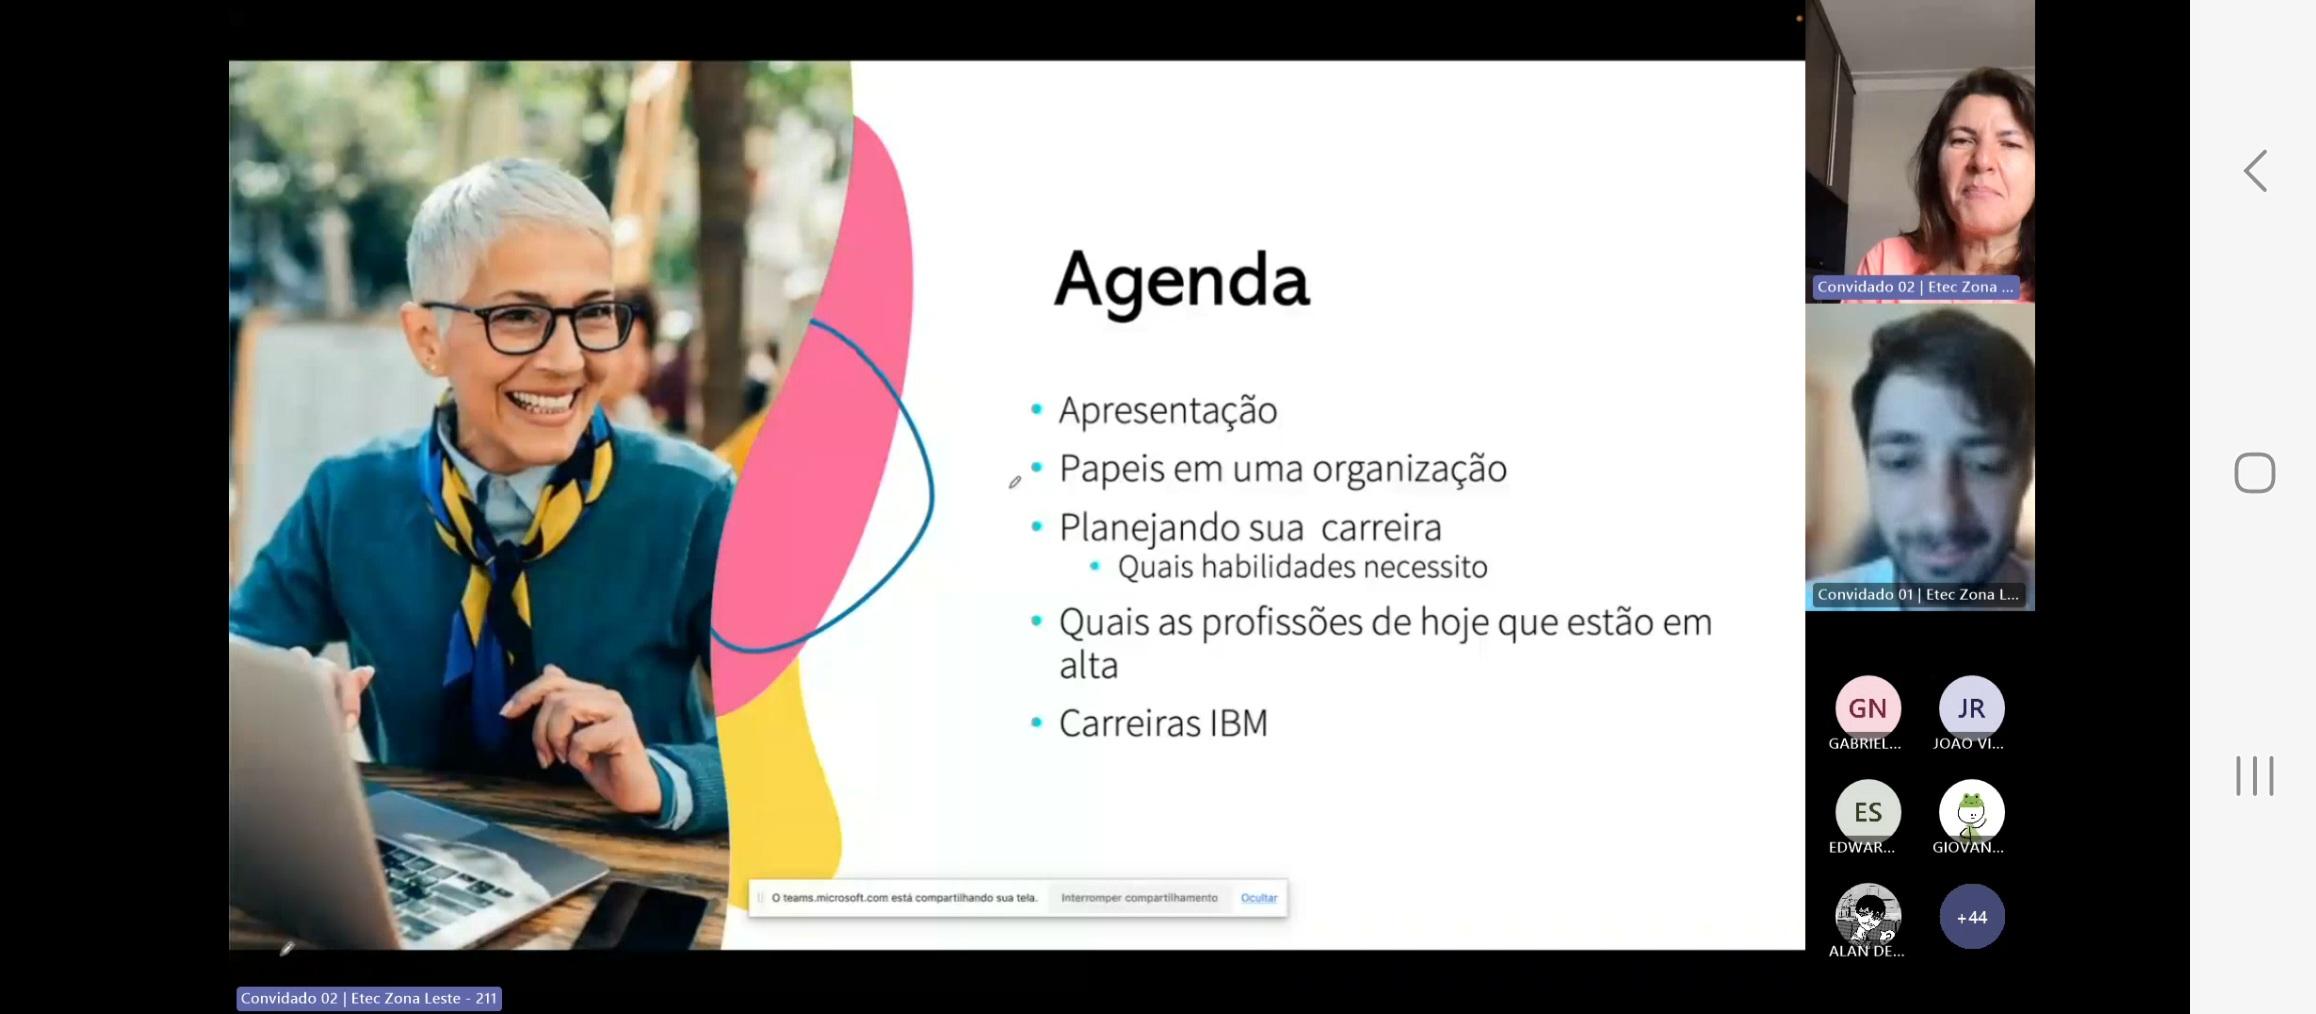 Agenda
Apresentação
Papeis em uma organização
Planejando sua  carreira
Quais habilidades necessito
Quais as profissões de hoje que estão em
alta
Carreiras IBM
O teams.microsoft.com está compartilhando sua tela. Interromper compartilhamento Ocultar
Convidado 02 | Etec Zona Leste - 211
Convidado 02 | Etec Zona ...
Convidado 01 | Etec Zona L...
GN JR
GABRIEL... JOAO VI...
ES
EDWAR... GIOVAN...
+44
ALAN DE...